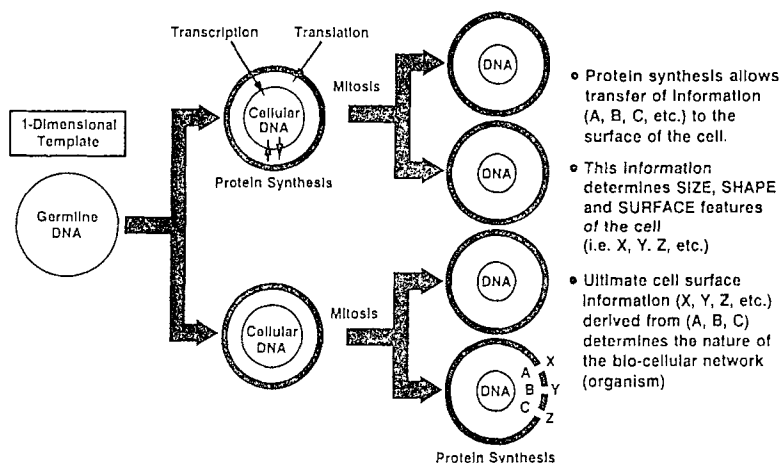 Transcription
Translation
Cellular
DNA
Protein Synthesis
1-Dimensional
Template
Germline
DNA
Mitosis
DNA
DNA
Cellular
DNA
Mitosis
DNA
DNA
A
B
C
X
Y
Z
Protein Synthesis
• Protein synthesis allows
transfer of Information
(A, B, C, etc.) to the
surface of the cell.
• This information
determines SIZE, SHAPE
and SURFACE features
of the cell
(i.e. X, Y. Z, etc.)
• Ultimate cell surface
information (X, Y, Z, etc.)
derived from (A, B, C)
determines the nature of
the bio-cellular network
(organism)